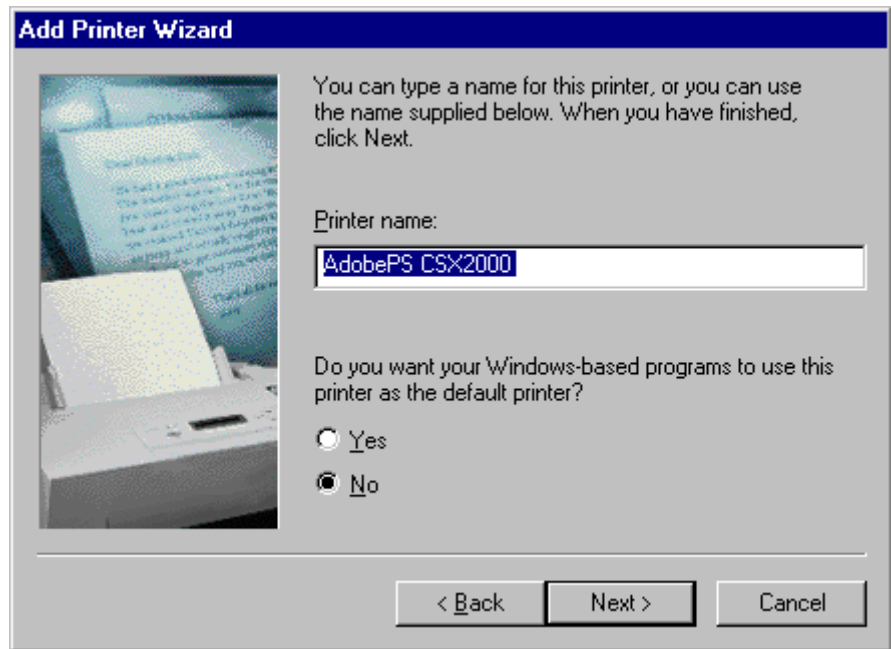 Add Printer Wizard
You can type a name for this printer, or you can use
the name supplied below. When you have finished,
click Next.
Printer name:
AdobePS CSX2000
Do you want your Windows-based programs to use this
printer as the default printer?
Yes
No
< Back
Next >
Cancel